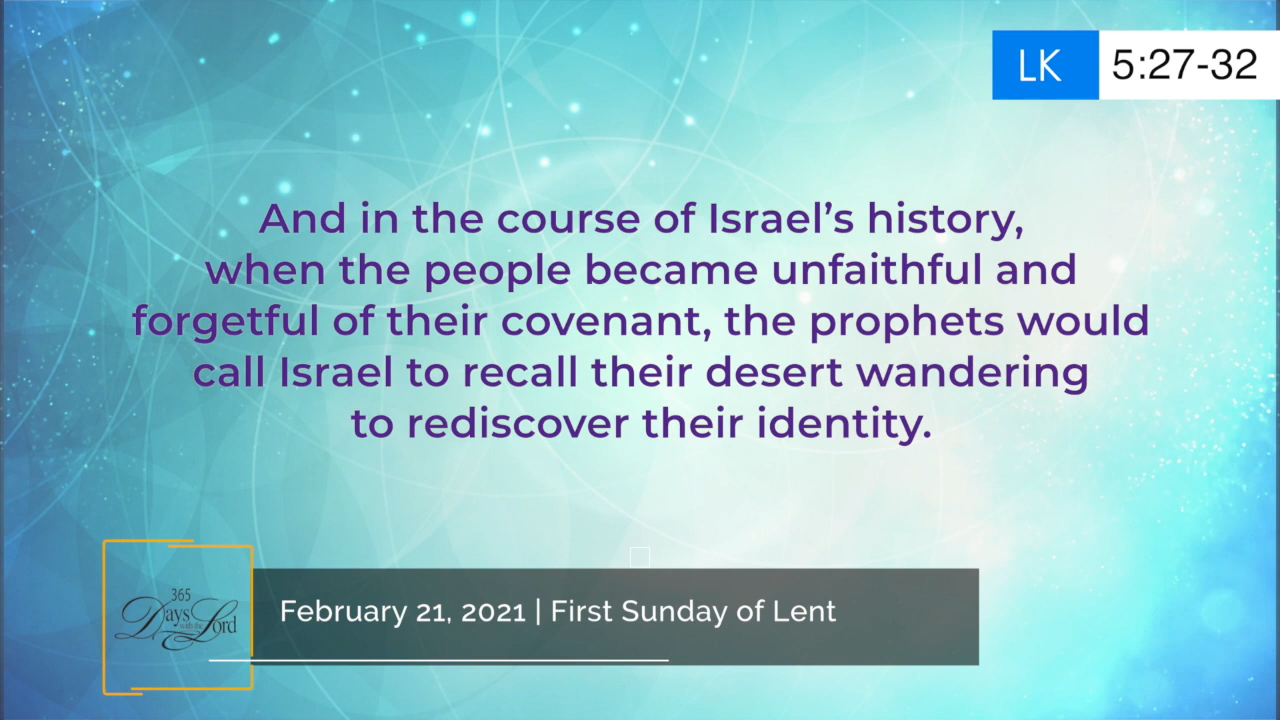 LK 5:27-32
And in the course of Israel’s history,
when the people became unfaithful and
forgetful of their covenant, the prophets would
call Israel to recall their desert wandering
to rediscover their identity.
365
Days with the Lord
February 21, 2021 | First Sunday of Lent